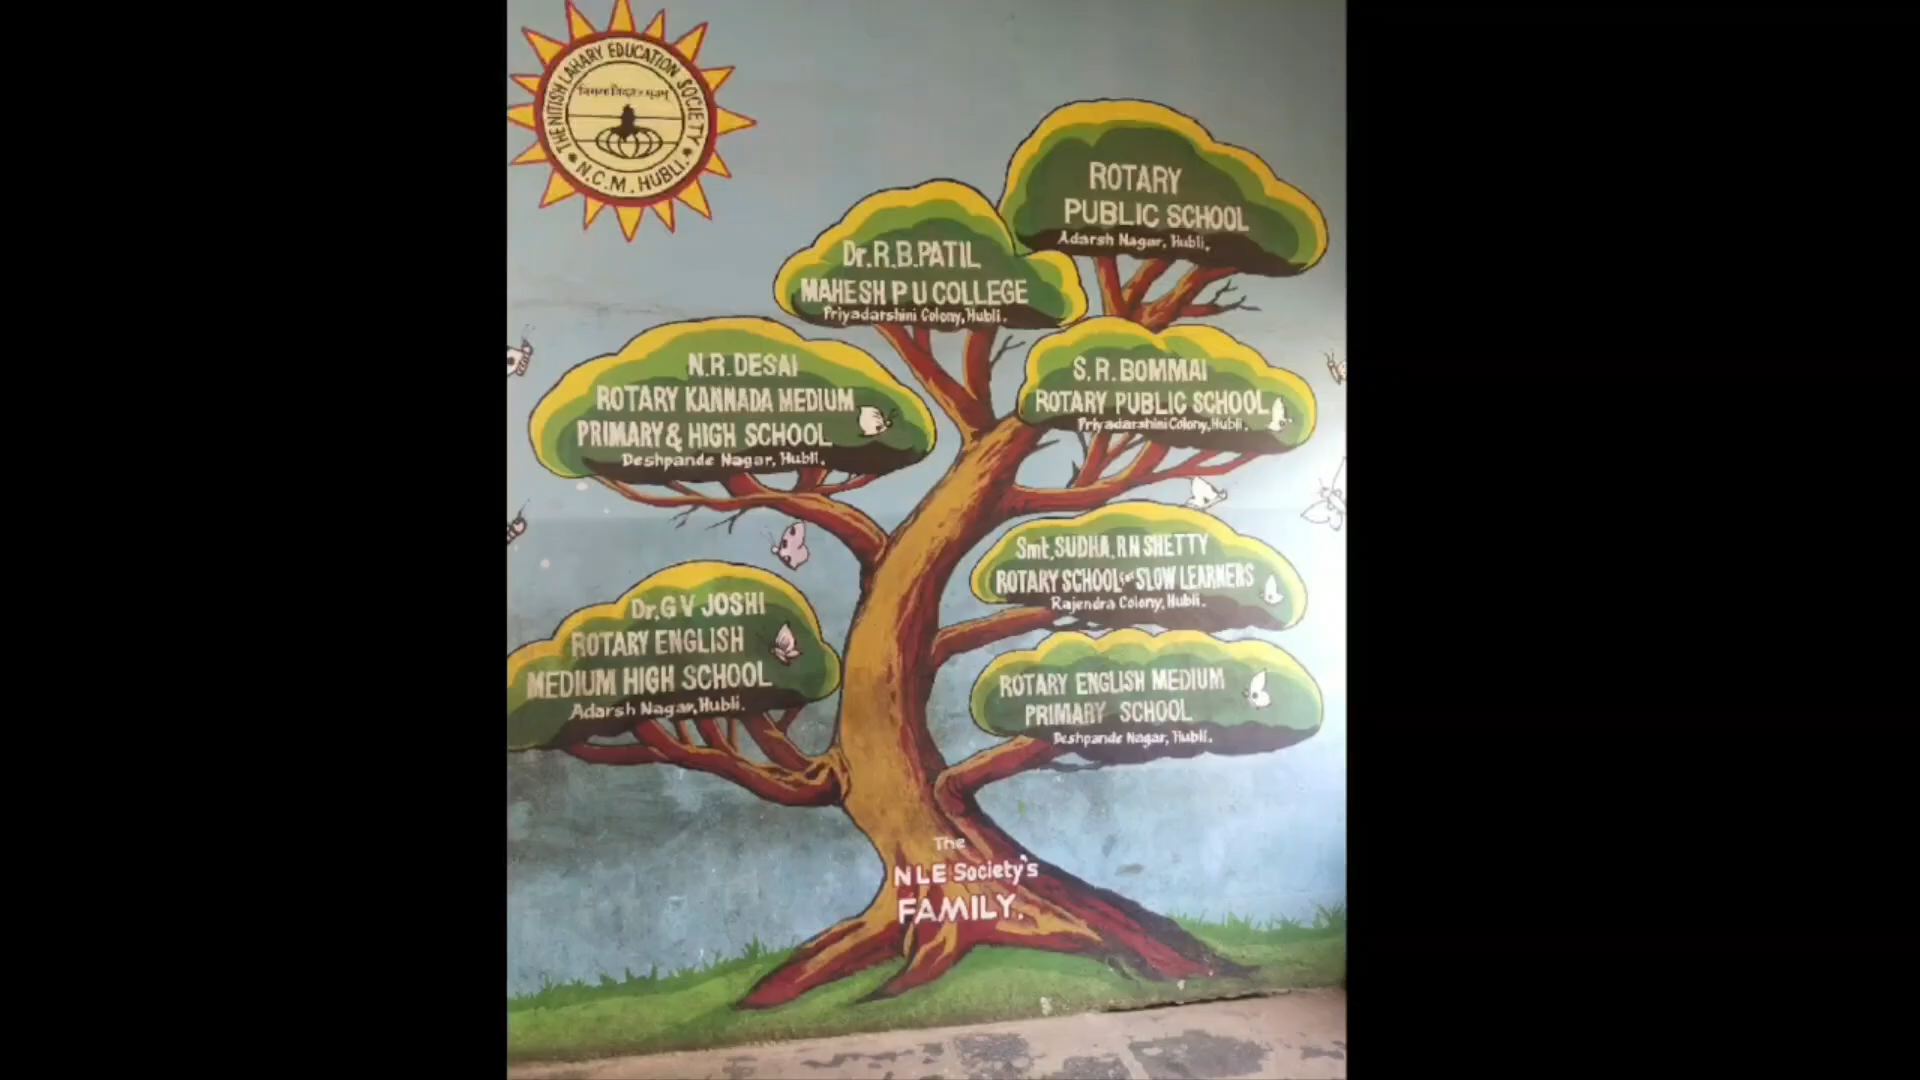 THE NITISH LAHARY EDUCATION SOCIETY
N.C.M. HUBLI.
ROTARY
PUBLIC SCHOOL
Adarsh Nagar, Hubli.
Dr.R.B.PATIL
MAHESH P U COLLEGE
Priyadarshini Colony, Hubli.
N.R.DESAI
ROTARY KANNADA MEDIUM
PRIMARY & HIGH SCHOOL
Deshpande Nagar, Hubli.
S.R.BOMMAI
ROTARY PUBLIC SCHOOL
Priyadarshini Colony, Hubli.
Smt.SUDHA.R N SHETTY
ROTARY SCHOOL for SLOW LEARNERS
Rajendra Colony, Hubli.
Dr.G V JOSHI
ROTARY ENGLISH
MEDIUM HIGH SCHOOL
Adarsh Nagar, Hubli.
ROTARY ENGLISH MEDIUM
PRIMARY SCHOOL
Deshpande Nagar, Hubli.
The
NLE Society's
FAMILY.